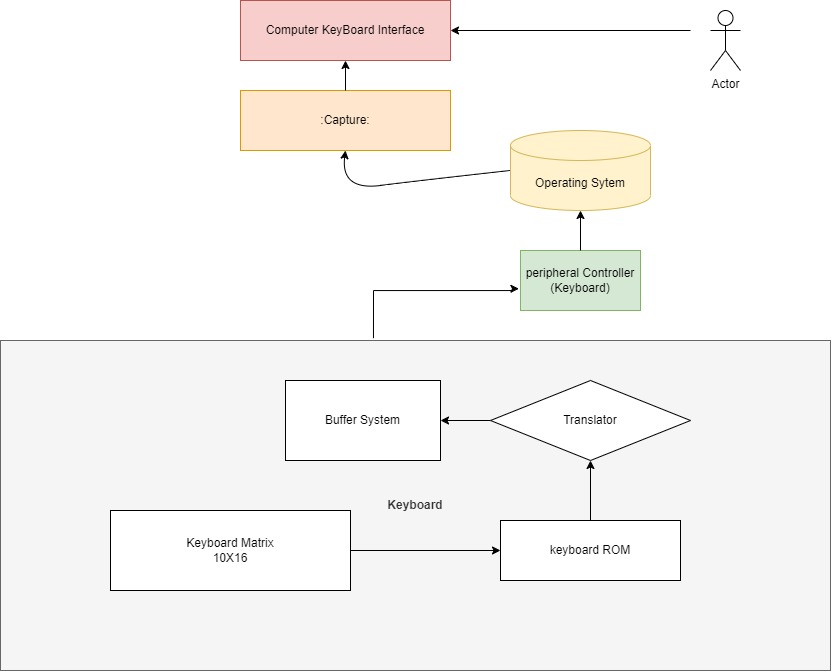 Computer KeyBoard Interface
Actor
:Capture:
Operating Sytem
peripheral Controller
(Keyboard)
Buffer System
Translator
Keyboard
Keyboard Matrix
10X16
keyboard ROM